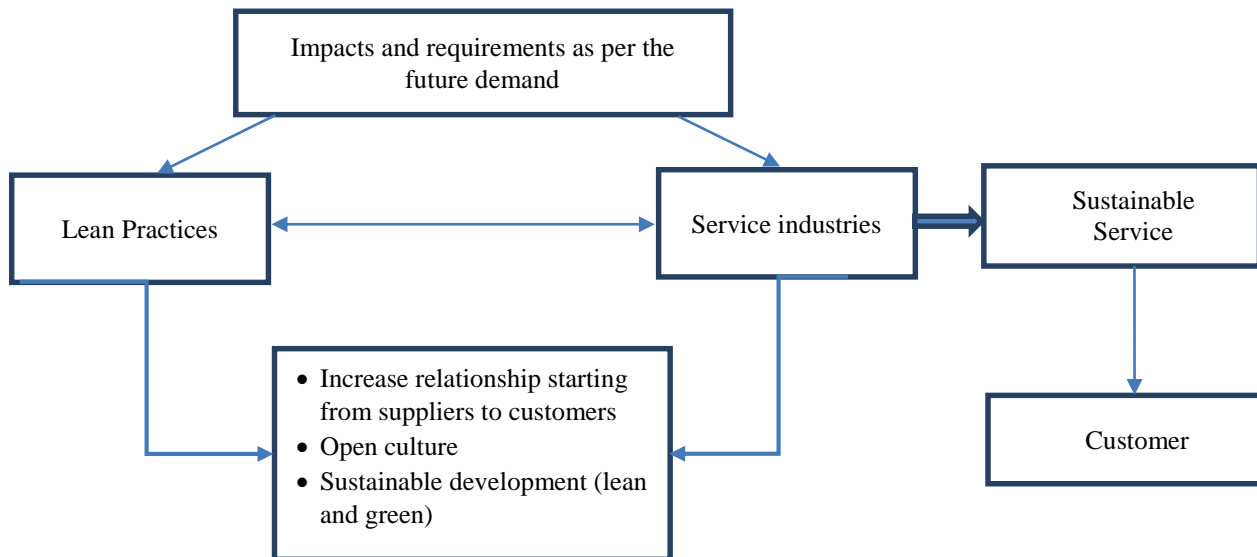 Impacts and requirements as per the
future demand
Lean Practices
Service industries
Sustainable
Service
• Increase relationship starting
from suppliers to customers
• Open culture
• Sustainable development (lean
and green)
Customer